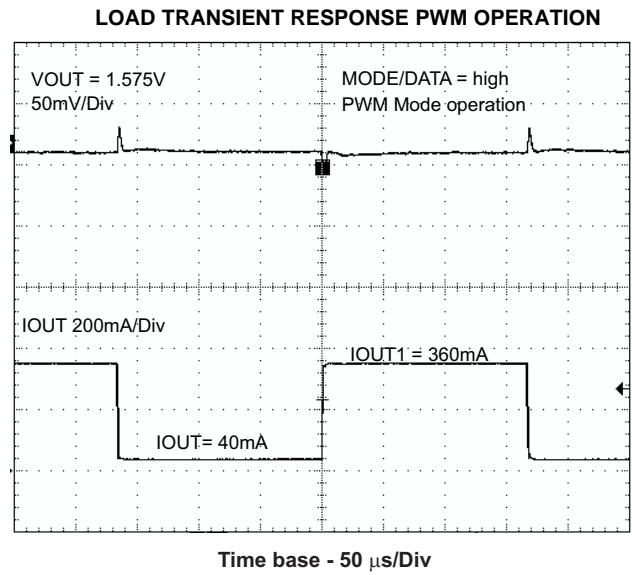 LOAD TRANSIENT RESPONSE PWM OPERATION
VOUT = 1.575V
50mV/Div
MODE/DATA = high
PWM Mode operation
IOUT 200mA/Div
IOUT1 = 360mA
IOUT= 40mA
Time base - 50 μs/Div